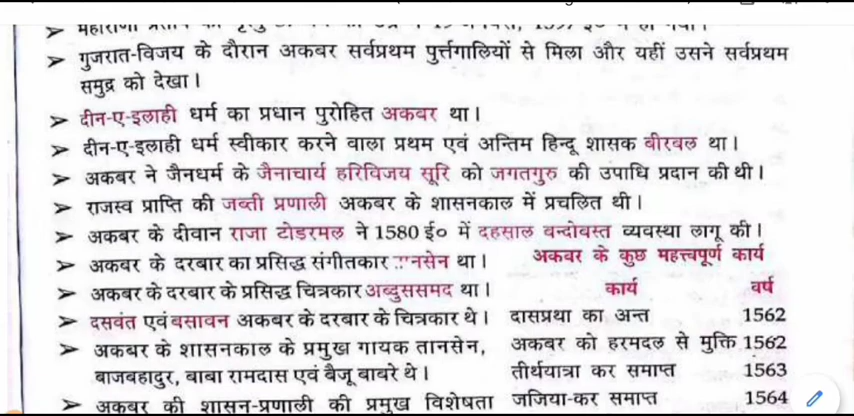 ➢ गुजरात-विजय के दौरान अकबर सर्वप्रथम पुर्त्तगालियों से मिला और यहीं उसने सर्वप्रथम
समुद्र को देखा।
➢ दीन-ए-इलाही धर्म का प्रधान पुरोहित अकबर था।
➢ दीन-ए-इलाही धर्म स्वीकार करने वाला प्रथम एवं अन्तिम हिन्दू शासक बीरबल था।
➢ अकबर ने जैनधर्म के जैनाचार्य हरिविजय सूरि को जगतगुरु की उपाधि प्रदान की थी।
➢ राजस्व प्राप्ति की जब्ती प्रणाली अकबर के शासनकाल में प्रचलित थी।
➢ अकबर के दीवान राजा टोडरमल ने 1580 ई० में दहसाल बन्दोबस्त व्यवस्था लागू की।
➢ अकबर के दरबार का प्रसिद्ध संगीतकार था।
➢ अकबर के दरबार के प्रसिद्ध चित्रकार अब्दुससमद था।
➢ दसवंत एवं बसावन अकबर के दरबार के चित्रकार थे।
➢ अकबर के शासनकाल के प्रमुख गायक तानसेन,
बाजबहादुर, बाबा रामदास एवं बैजू बाबरे थे।
➢ अकबर की शासन-प्रणाली की प्रमुख विशेषता
अकबर के कुछ महत्त्वपूर्ण कार्य
कार्य वर्ष
दासप्रथा का अन्त 1562
अकबर को हरमदल से मुक्ति 1562
तीर्थयात्रा कर समाप्त 1563
जजिया-कर समाप्त 1564